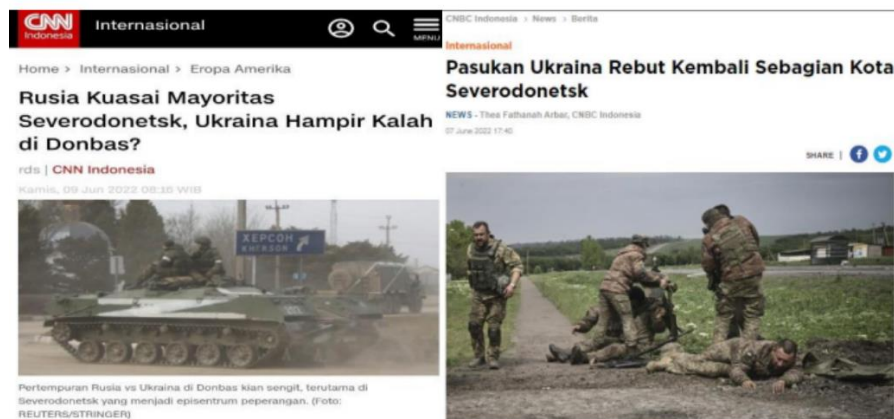 CNN
Indonesia
Internasional
MENU
Home > Internasional > Eropa Amerika
Rusia Kuasai Mayoritas
Severodonetsk, Ukraina Hampir Kalah
di Donbas?
rds | CNN Indonesia
Kamis, 09 Jun 2022 08:16 WIB
ХЕРСОН
KHERSON
Pertempuran Rusia vs Ukraina di Donbas kian sengit, terutama di
Severodonetsk yang menjadi episentrum peperangan. (Foto:
REUTERS/STRINGER)
CNBC Indonesia > News > Berita
Internasional
Pasukan Ukraina Rebut Kembali Sebagian Kota
Severodonetsk
NEWS - Thea Fathanah Arbar, CNBC Indonesia
07 June 2022 17:40
SHARE |